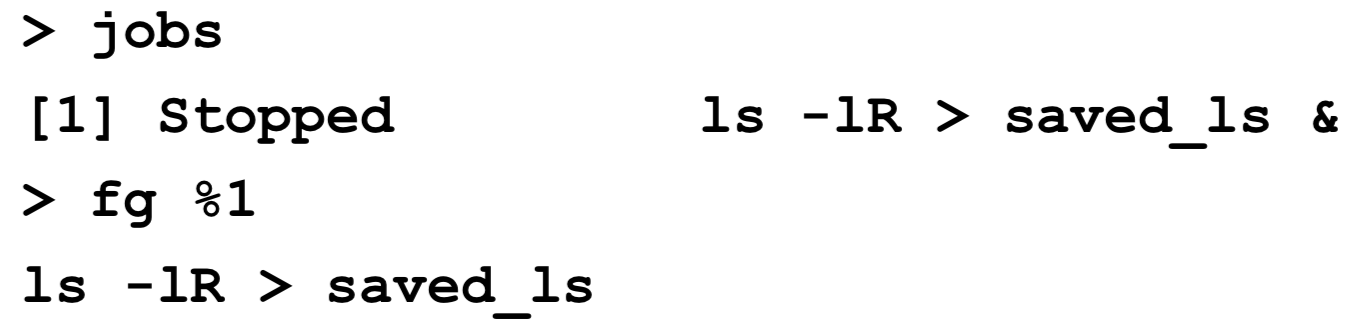 > jobs
[1] Stopped ls -lR > saved_ls &
> fg %1
ls -lR > saved_ls